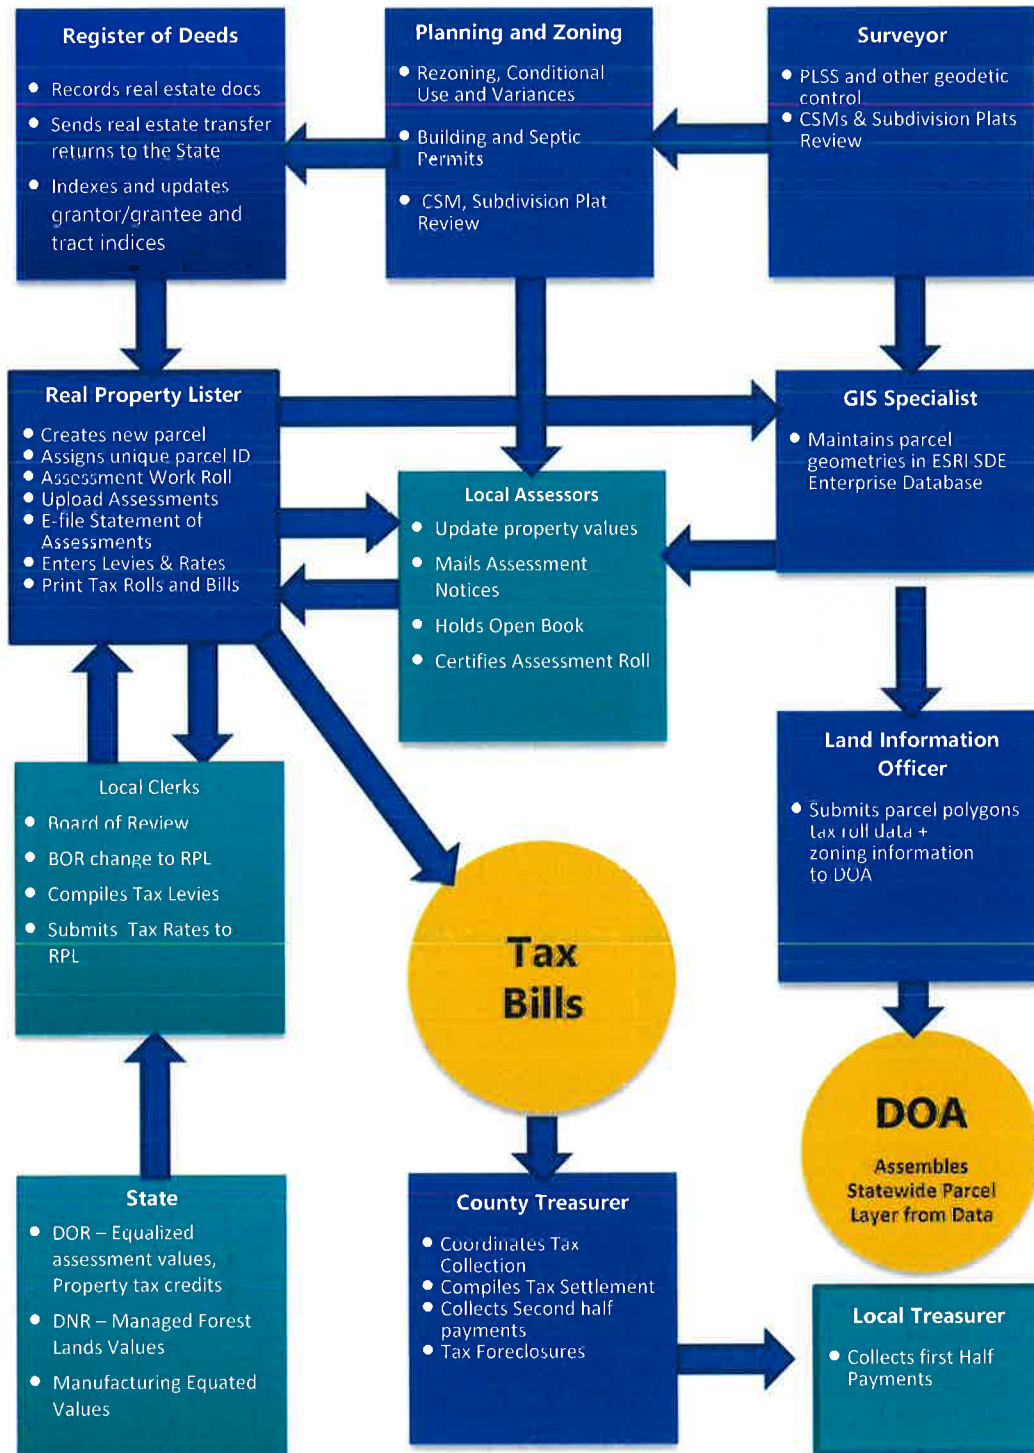 Register of Deeds
• Records real estate docs
• Sends real estate transfer
returns to the State
• Indexes and updates
grantor/grantee and
tract indices
Planning and Zoning
• Rezoning, Conditional
Use and Variances
• Building and Septic
Permits
• CSM, Subdivision Plat
Review
Surveyor
• PLSS and other geodetic
control
• CSMs & Subdivision Plats
Review
Real Property Lister
• Creates new parcel
• Assigns unique parcel ID
• Assessment Work Roll
• Upload Assessments
• E-file Statement of
Assessments
• Enters Levies & Rates
• Print Tax Rolls and Bills
Local Assessors
• Update property values
• Mails Assessment
Notices
• Holds Open Book
• Certifies Assessment Roll
GIS Specialist
• Maintains parcel
geometries in ESRI SDE
Enterprise Database
Local Clerks
• Board of Review
• BOR change to RPL
• Compiles Tax Levies
• Submits Tax Rates to
RPL
Tax
Bills
Land Information
Officer
• Submits parcel polygons
tax roll data +
zoning information
to DOA
DOA
Assembles
Statewide Parcel
Layer from Data
State
• DOR – Equalized
assessment values,
Property tax credits
• DNR – Managed Forest
Lands Values
• Manufacturing Equated
Values
County Treasurer
• Coordinates Tax
Collection
• Compiles Tax Settlement
• Collects Second half
payments
• Tax Foreclosures
Local Treasurer
• Collects first Half
Payments